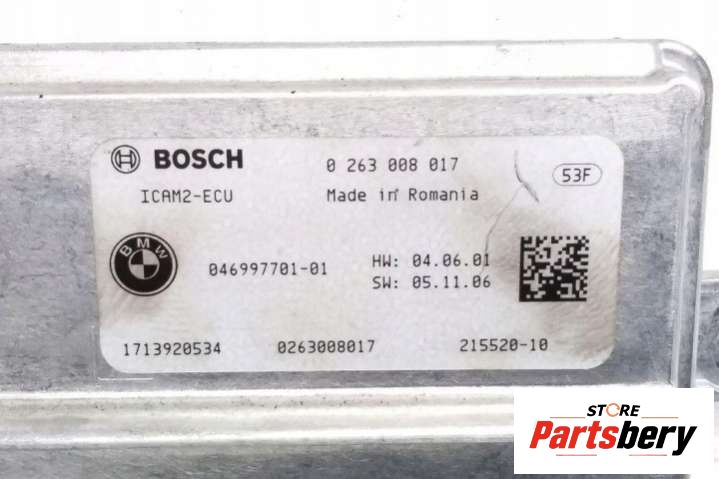 BOSCH 0 263 008 017
ICAM2-ECU Made in Romania 53F
BMW 046997701-01 HW: 04.06.01
SW: 05.11.06
1713920534 0263008017 215520-10
STORE
Partsbery